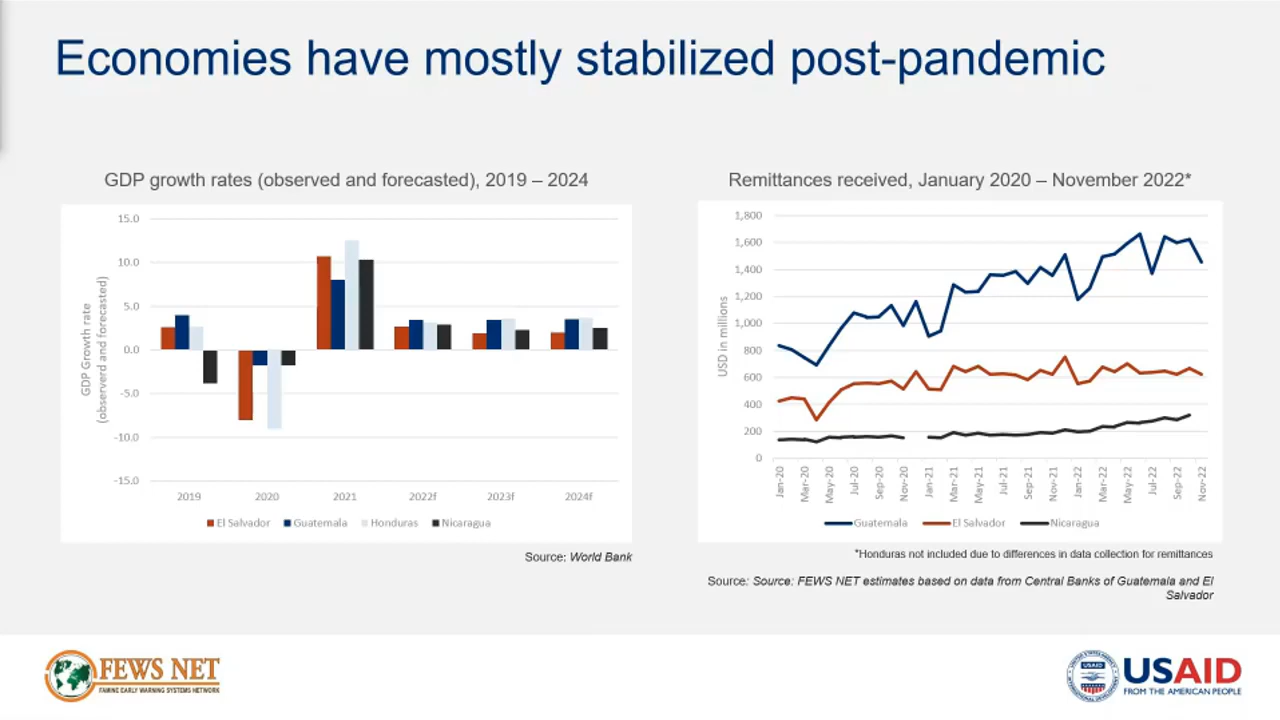 Economies have mostly stabilized post-pandemic
GDP growth rates (observed and forecasted), 2019 – 2024
15.0
10.0
5.0
0.0
-5.0
-10.0
-15.0
GDP Growth rate
(observerd and forecasted)
2019 2020 2021 2022f 2023f 2024f
El Salvador Guatemala Honduras Nicaragua
Source: World Bank
Remittances received, January 2020 – November 2022*
1,800
1,600
1,400
1,200
1,000
800
600
400
200
0
USD in millions
Jan-20 Mar-20 May-20 Jul-20 Sep-20 Nov-20 Jan-21 Mar-21 May-21 Jul-21 Sep-21 Nov-21 Jan-22 Mar-22 May-22 Jul-22 Sep-22 Nov-22
Guatemala El Salvador Nicaragua
*Honduras not included due to differences in data collection for remittances
Source: Source: FEWS NET estimates based on data from Central Banks of Guatemala and El
Salvador
FEWS NET
FAMINE EARLY WARNING SYSTEMS NETWORK
USAID
USAID
FROM THE AMERICAN PEOPLE